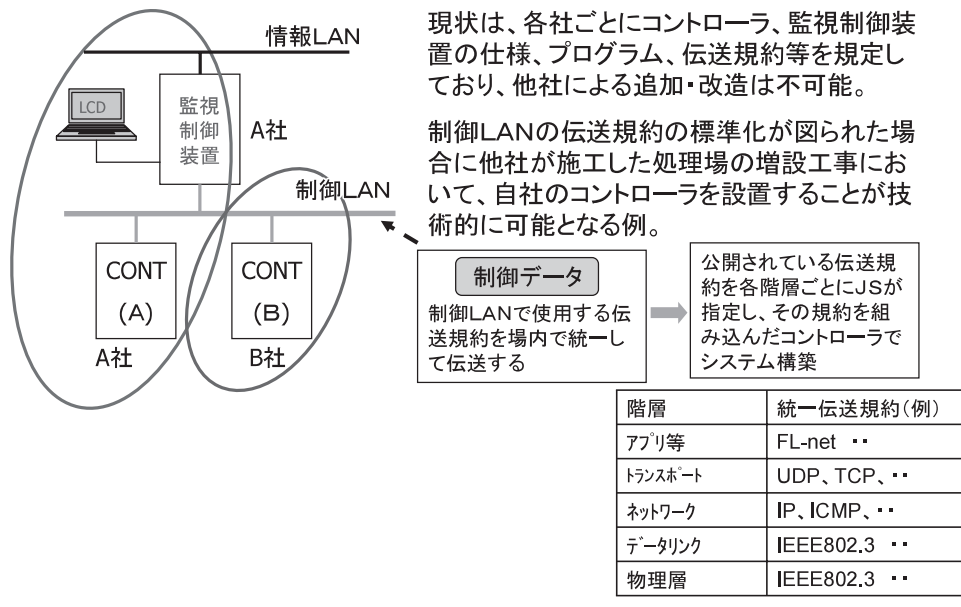 情報LAN
LCD
監視
制御
装置
A社
制御LAN
CONT
(A)
CONT
(B)
A社
B社
現状は、各社ごとにコントローラ、監視制御装
置の仕様、プログラム、伝送規約等を規定し
ており、他社による追加・改造は不可能。
制御LANの伝送規約の標準化が図られた場
合に他社が施工した処理場の増設工事にお
いて、自社のコントローラを設置することが技
術的に可能となる例。
制御データ
制御LANで使用する伝
送規約を場内で統一し
て伝送する
公開されている伝送規
約を各階層ごとにJSが
指定し、その規約を組
み込んだコントローラで
システム構築
階層 統一伝送規約(例)
アプリ等 FL-net ・・
トランスポート UDP、TCP、・・
ネットワーク IP、ICMP、・・
データリンク IEEE802.3 ・・
物理層 IEEE802.3 ・・